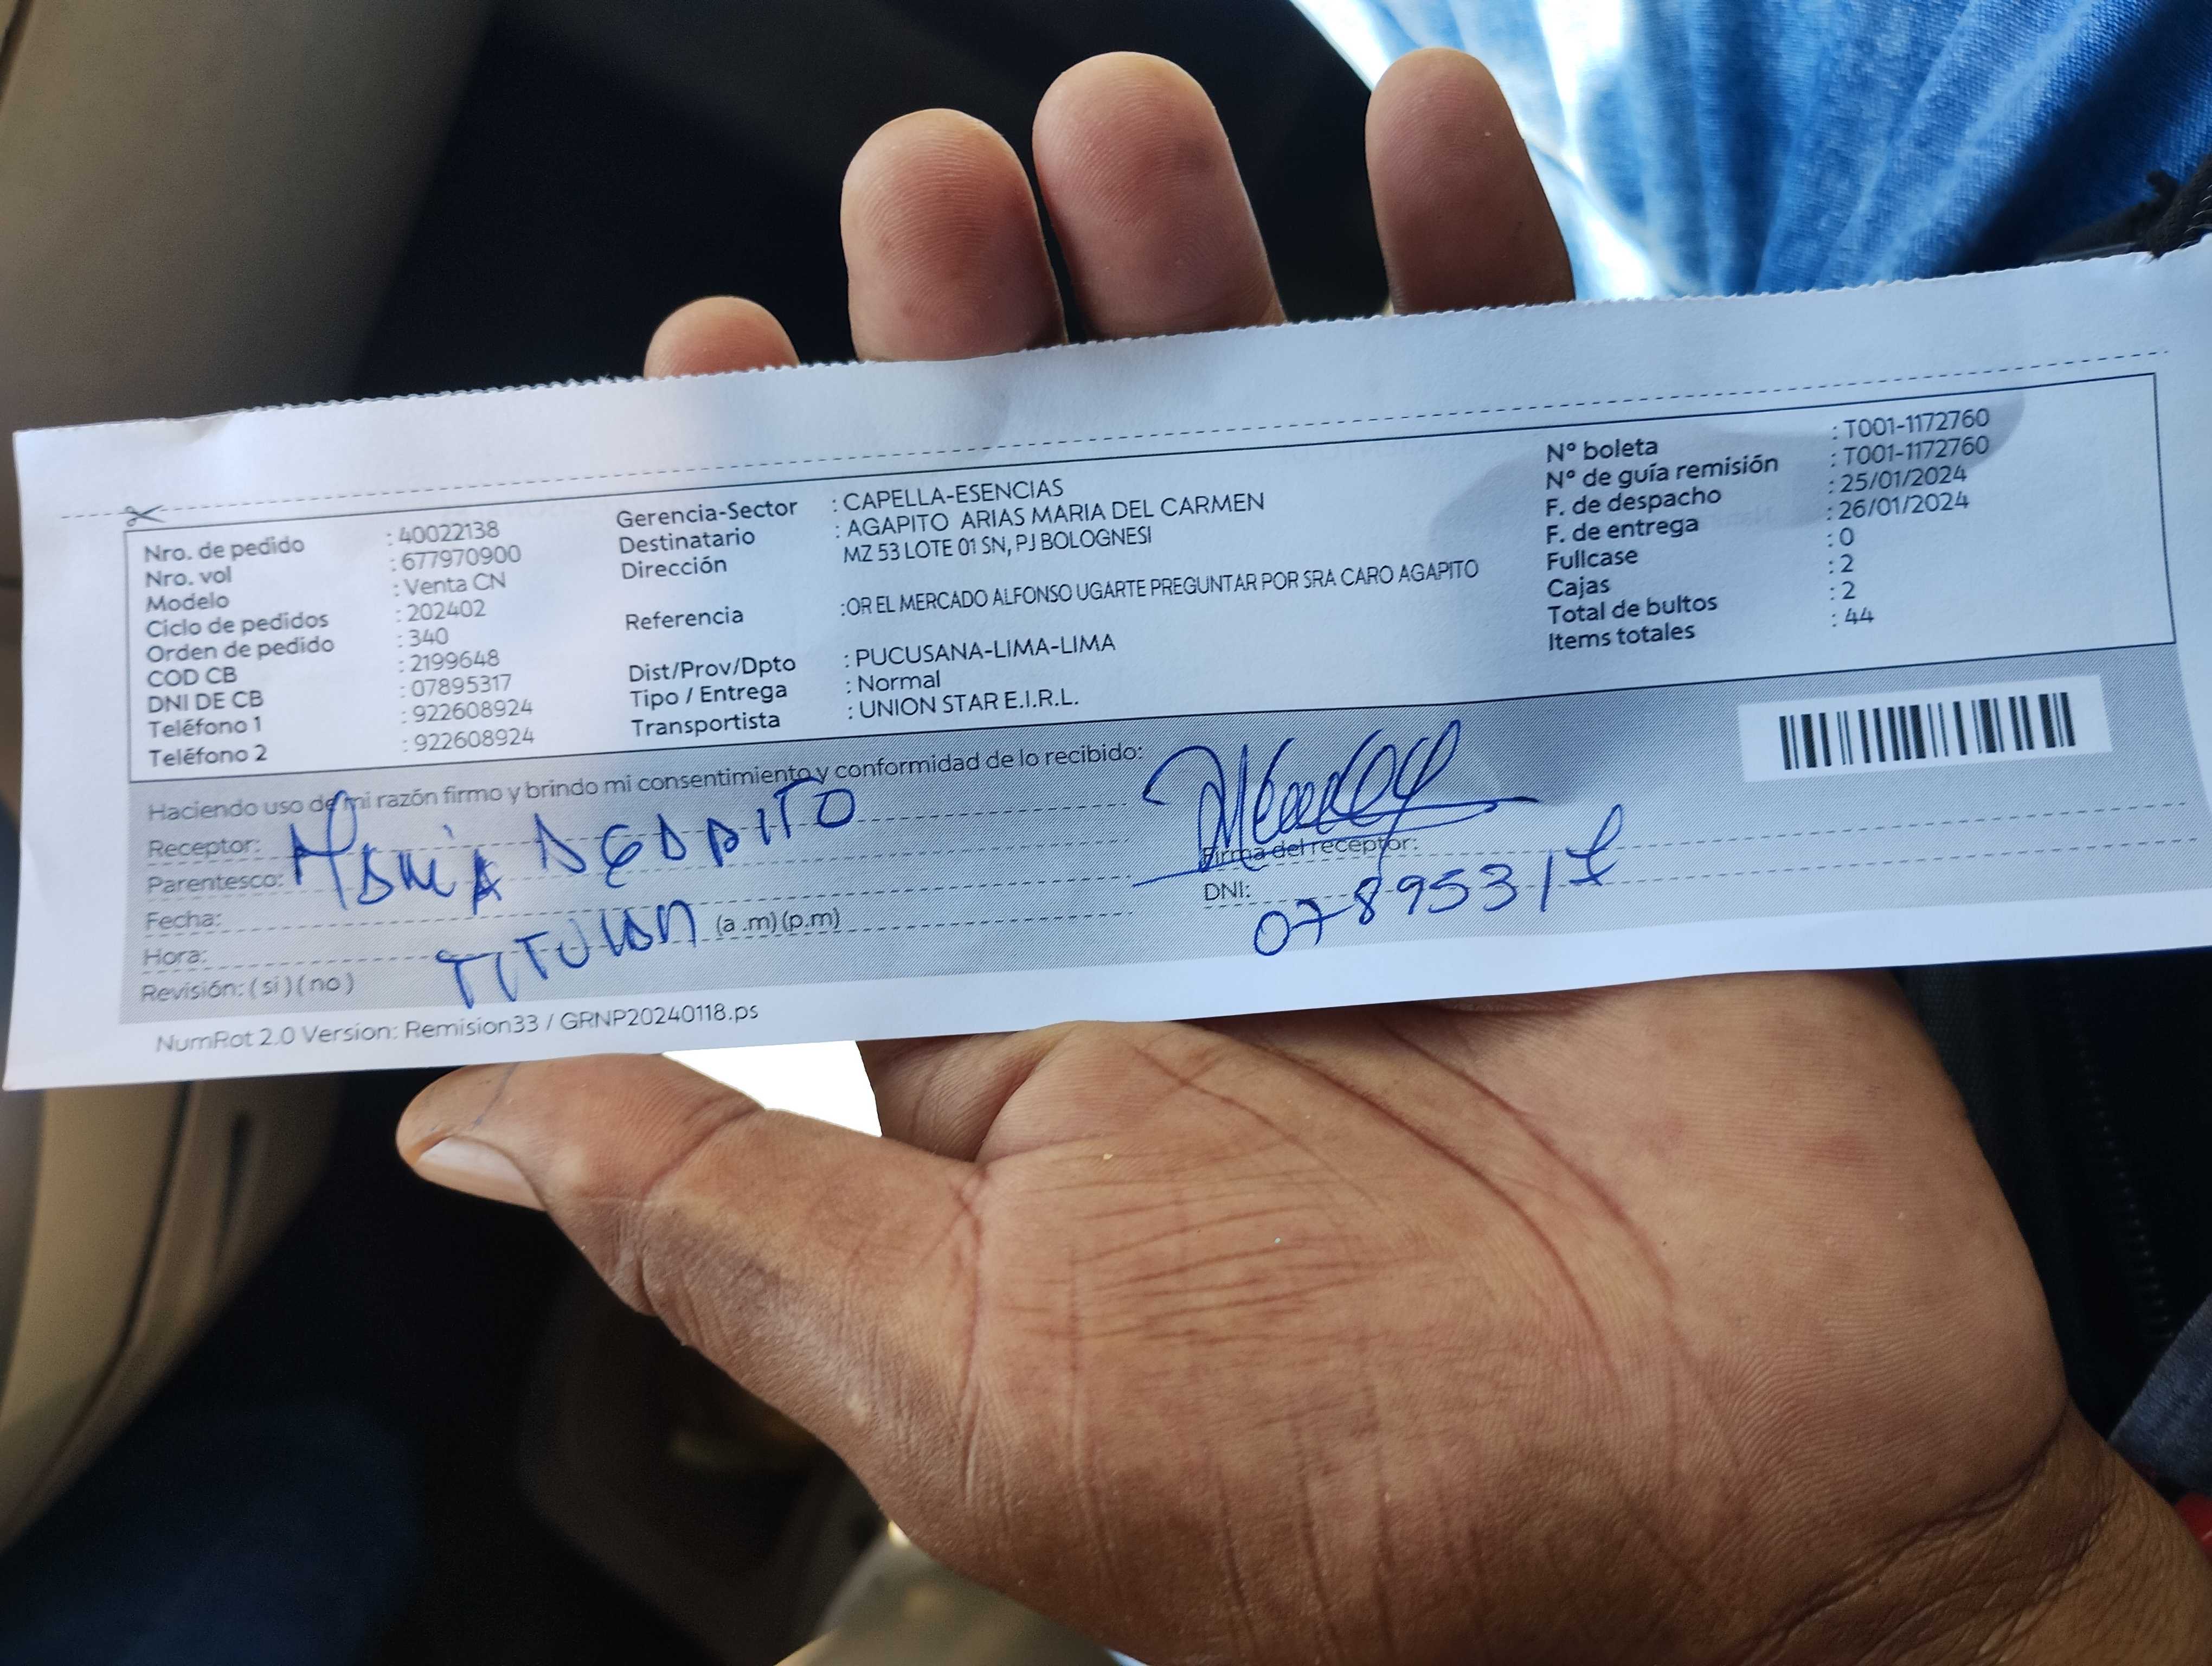 Nro. de pedido : 40022138
Nro. vol : 677970900
Modelo : Venta CN
Ciclo de pedidos : 202402
Orden de pedido : 340
COD CB : 2199648
DNI DE CB : 07895317
Teléfono 1 : 922608924
Teléfono 2 : 922608924
Gerencia-Sector : CAPELLA-ESENCIAS
Destinatario : AGAPITO ARIAS MARIA DEL CARMEN
Dirección MZ 53 LOTE 01 SN, PJ BOLOGNESI
Referencia :OR EL MERCADO ALFONSO UGARTE PREGUNTAR POR SRA CARO AGAPITO
Dist/Prov/Dpto : PUCUSANA-LIMA-LIMA
Tipo / Entrega : Normal
Transportista : UNION STAR E.I.R.L.
Nº boleta : T001-1172760
Nº de guía remisión : T001-1172760
F. de despacho : 25/01/2024
F. de entrega : 26/01/2024
Fullcase : 0
Cajas : 2
Total de bultos : 2
Items totales : 44
Haciendo uso de mi razón firmo y brindo mi consentimiento y conformidad de lo recibido:
Receptor: MARIA AGAPITO
Parentesco:
Fecha: TITULAR
Hora: (a .m) (p.m)
Revisión: ( si ) ( no )
Firma del receptor:
DNI: 07895317
NumRot 2.0 Version: Remision33 / GRNP20240118.ps